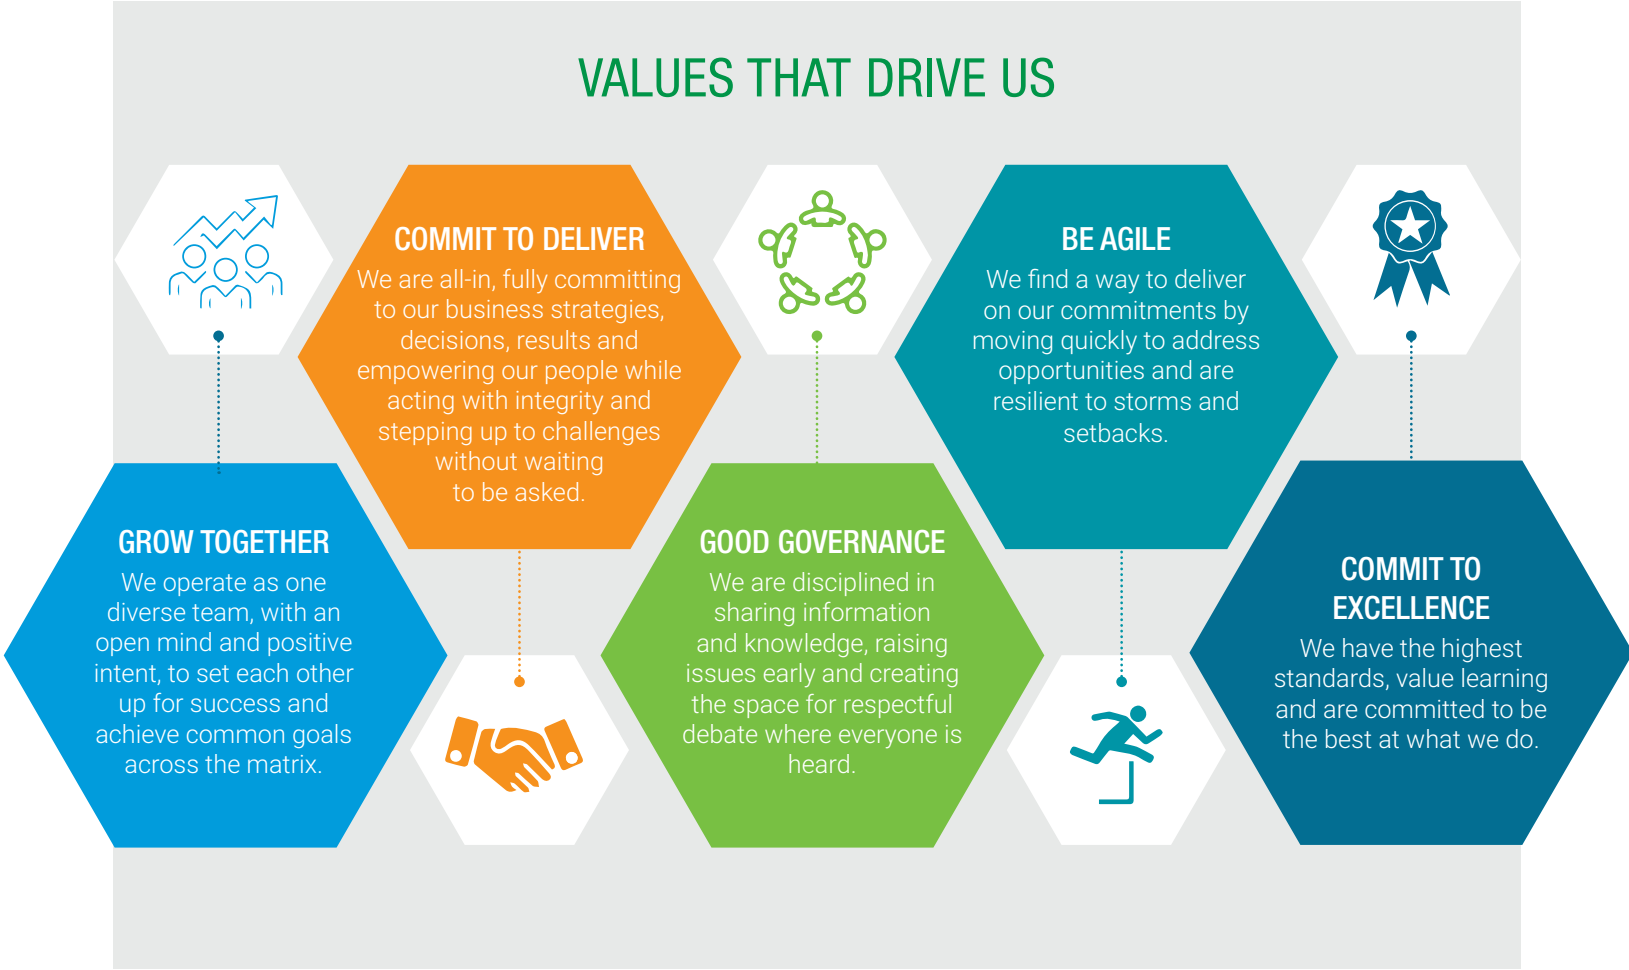 VALUES THAT DRIVE US
GROW TOGETHER
We operate as one
diverse team, with an
open mind and positive
intent, to set each other
up for success and
achieve common goals
across the matrix.
COMMIT TO DELIVER
We are all-in, fully committing
to our business strategies,
decisions, results and
empowering our people while
acting with integrity and
stepping up to challenges
without waiting
to be asked.
GOOD GOVERNANCE
We are disciplined in
sharing information
and knowledge, raising
issues early and creating
the space for respectful
debate where everyone is
heard.
BE AGILE
We find a way to deliver
on our commitments by
moving quickly to address
opportunities and are
resilient to storms and
setbacks.
COMMIT TO
EXCELLENCE
We have the highest
standards, value learning
and are committed to be
the best at what we do.